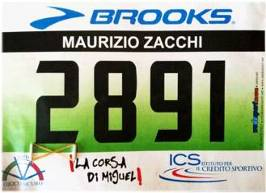 BROOKS
MAURIZIO ZACCHI
2891
¡LA CORSA
DI MIGUEL!
ICS ISTITUTO PER
IL CREDITO SPORTIVO